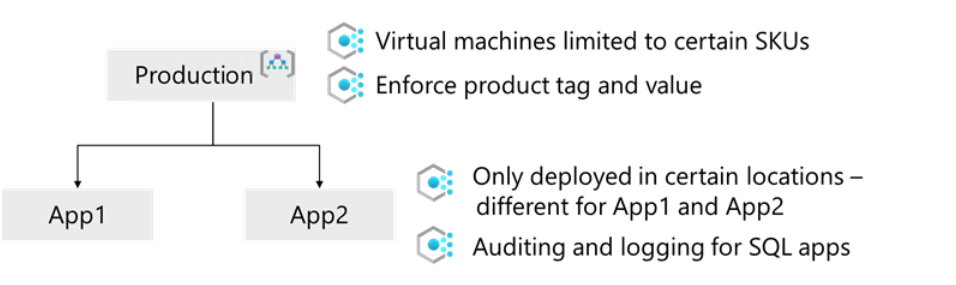 Virtual machines limited to certain SKUs
Production
Enforce product tag and value
Only deployed in certain locations –
different for App1 and App2
App1
App2
Auditing and logging for SQL apps